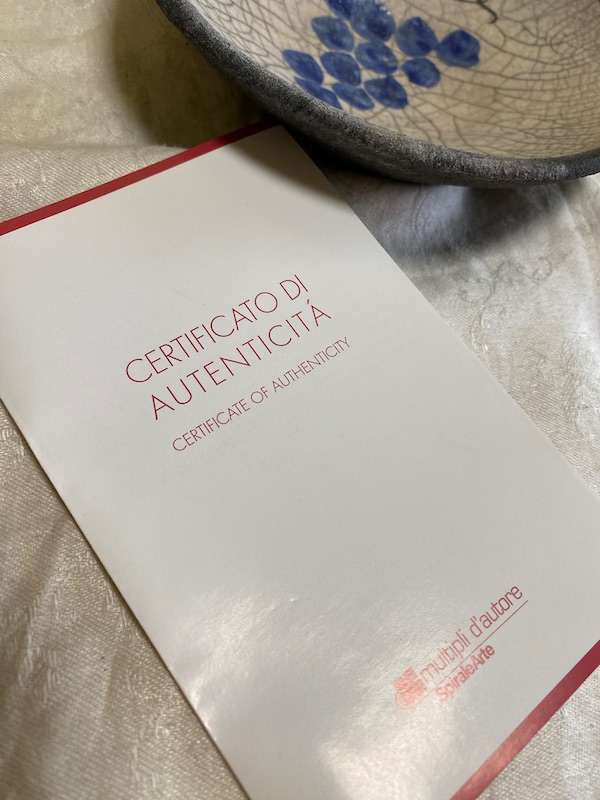 CERTIFICATO DI
AUTENTICITÁ
CERTIFICATE OF AUTHENTICITY
multipli d'autore
SpiraleArte